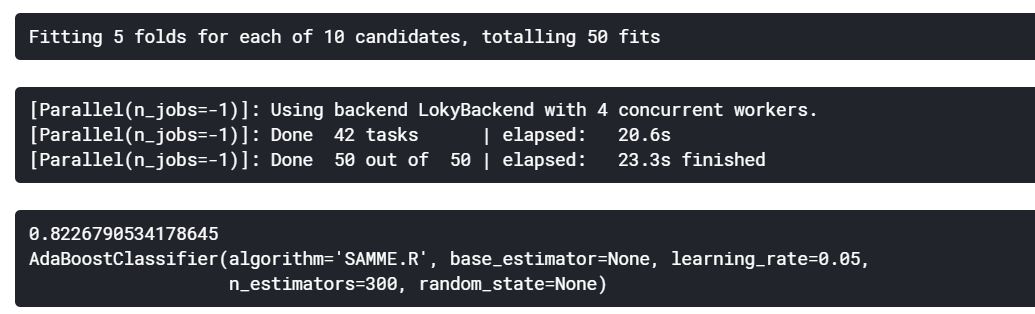 Fitting 5 folds for each of 10 candidates, totalling 50 fits
[Parallel(n_jobs=-1)]: Using backend LokyBackend with 4 concurrent workers.
[Parallel(n_jobs=-1)]: Done  42 tasks      | elapsed:   20.6s
[Parallel(n_jobs=-1)]: Done  50 out of  50 | elapsed:   23.3s finished
0.8226790534178645
AdaBoostClassifier(algorithm='SAMME.R', base_estimator=None, learning_rate=0.05,
                   n_estimators=300, random_state=None)